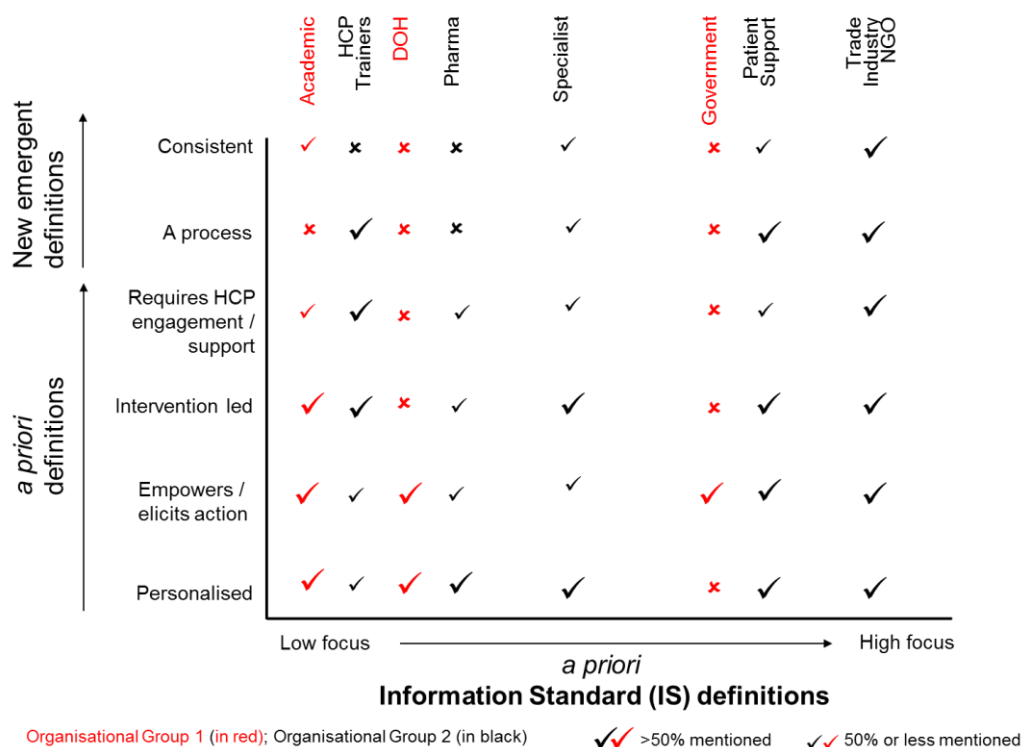 Academic
HCP
Trainers
DOH
Pharma
Specialist
Government
Patient
Support
Trade
Industry
NGO
New emergent
definitions
a priori
definitions
Consistent
A process
Requires HCP
engagement /
support
Intervention led
Empowers /
elicits action
Personalised
Low focus
High focus
a priori
Information Standard (IS) definitions
Organisational Group 1 (in red); Organisational Group 2 (in black)
>50% mentioned
50% or less mentioned